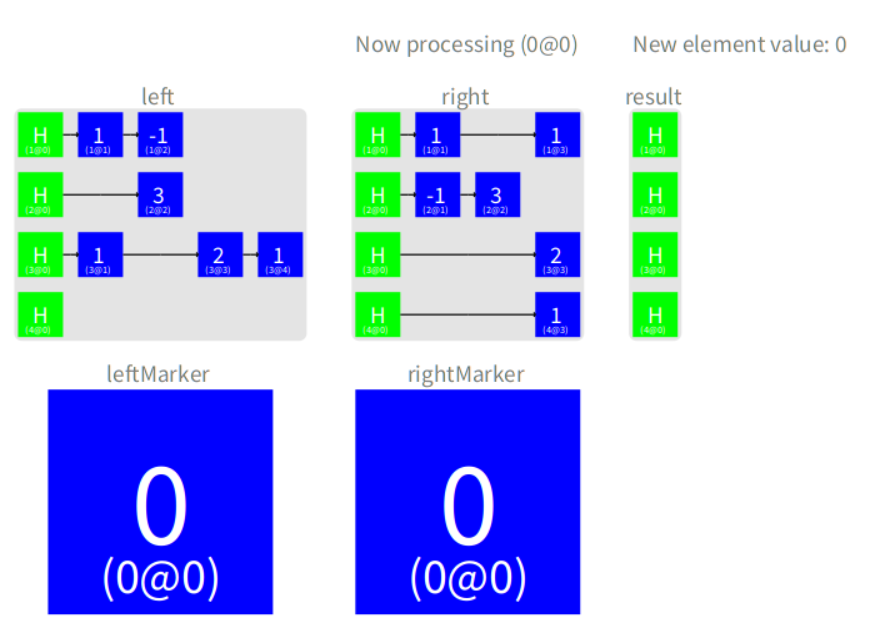 Now processing (0@0) New element value: 0
left right result
H 1 -1 H 1 1 H
(1@0) (1@1) (1@2) (1@0) (1@1) (1@3) (1@0)
H 3 H -1 3 H
(2@0) (2@2) (2@0) (2@1) (2@2) (2@0)
H 1 2 1 H 2 H
(3@0) (3@1) (3@3) (3@4) (3@0) (3@3) (3@0)
H H 1 H
(4@0) (4@0) (4@3) (4@0)
leftMarker rightMarker
0 0
(0@0) (0@0)